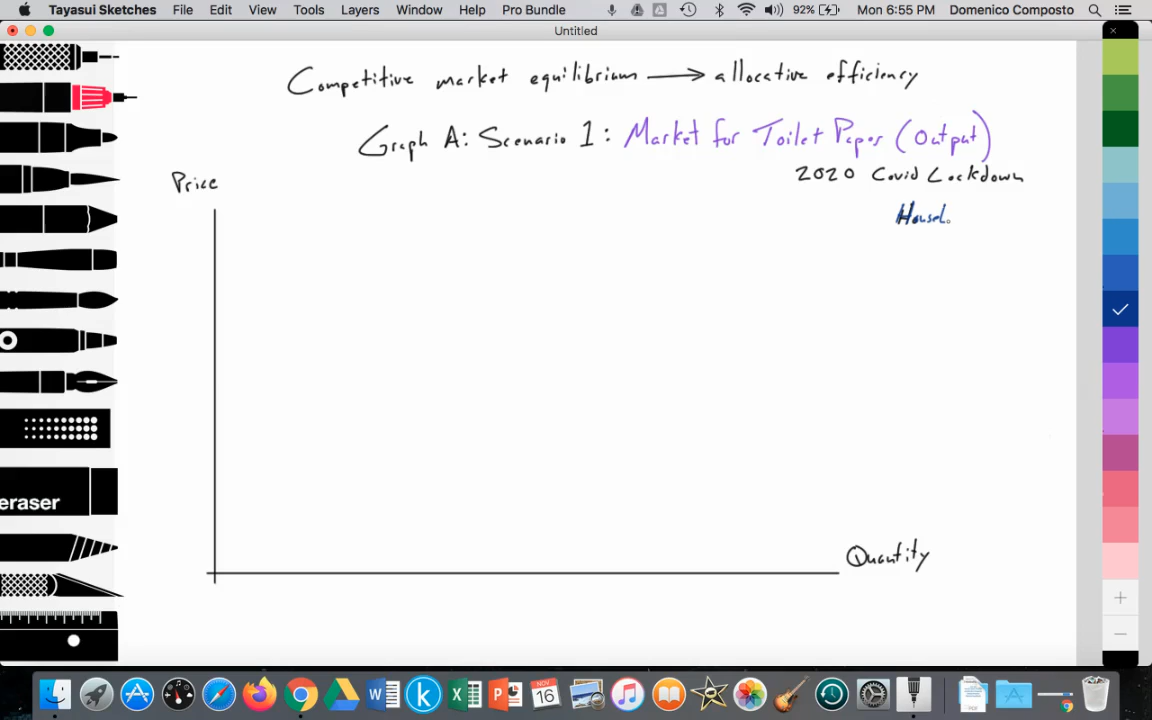 Tayasui Sketches File Edit View Tools Layers Window Help Pro Bundle 92% Mon 6:55 PM Domenico Composto
Untitled
Competitive market equilibrium → allocative efficiency
Graph A: Scenario 1: Market for Toilet Paper (Output)
2020 Covid Lockdown
Price
Quantity
eraser
NOV
16